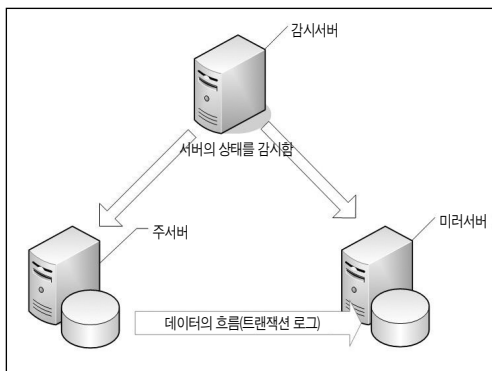 감시서버
서버의 상태를 감시함
주서버
미러서버
데이터의 흐름(트랜잭션 로그)